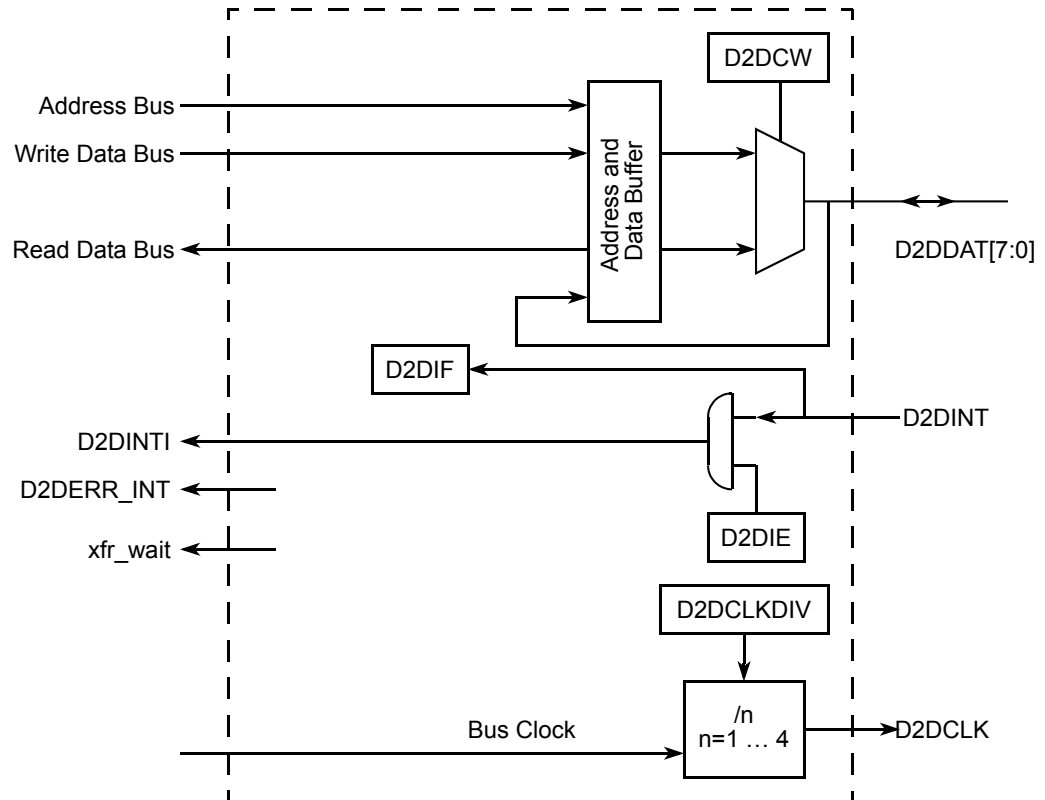 D2DCW
Address Bus
Write Data Bus
Address and
Data Buffer
Read Data Bus
D2DDAT[7:0]
D2DIF
D2DINT
D2DINTI
D2DERR_INT
D2DIE
xfr_wait
D2DCLKDIV
/n
n=1 … 4
Bus Clock
D2DCLK